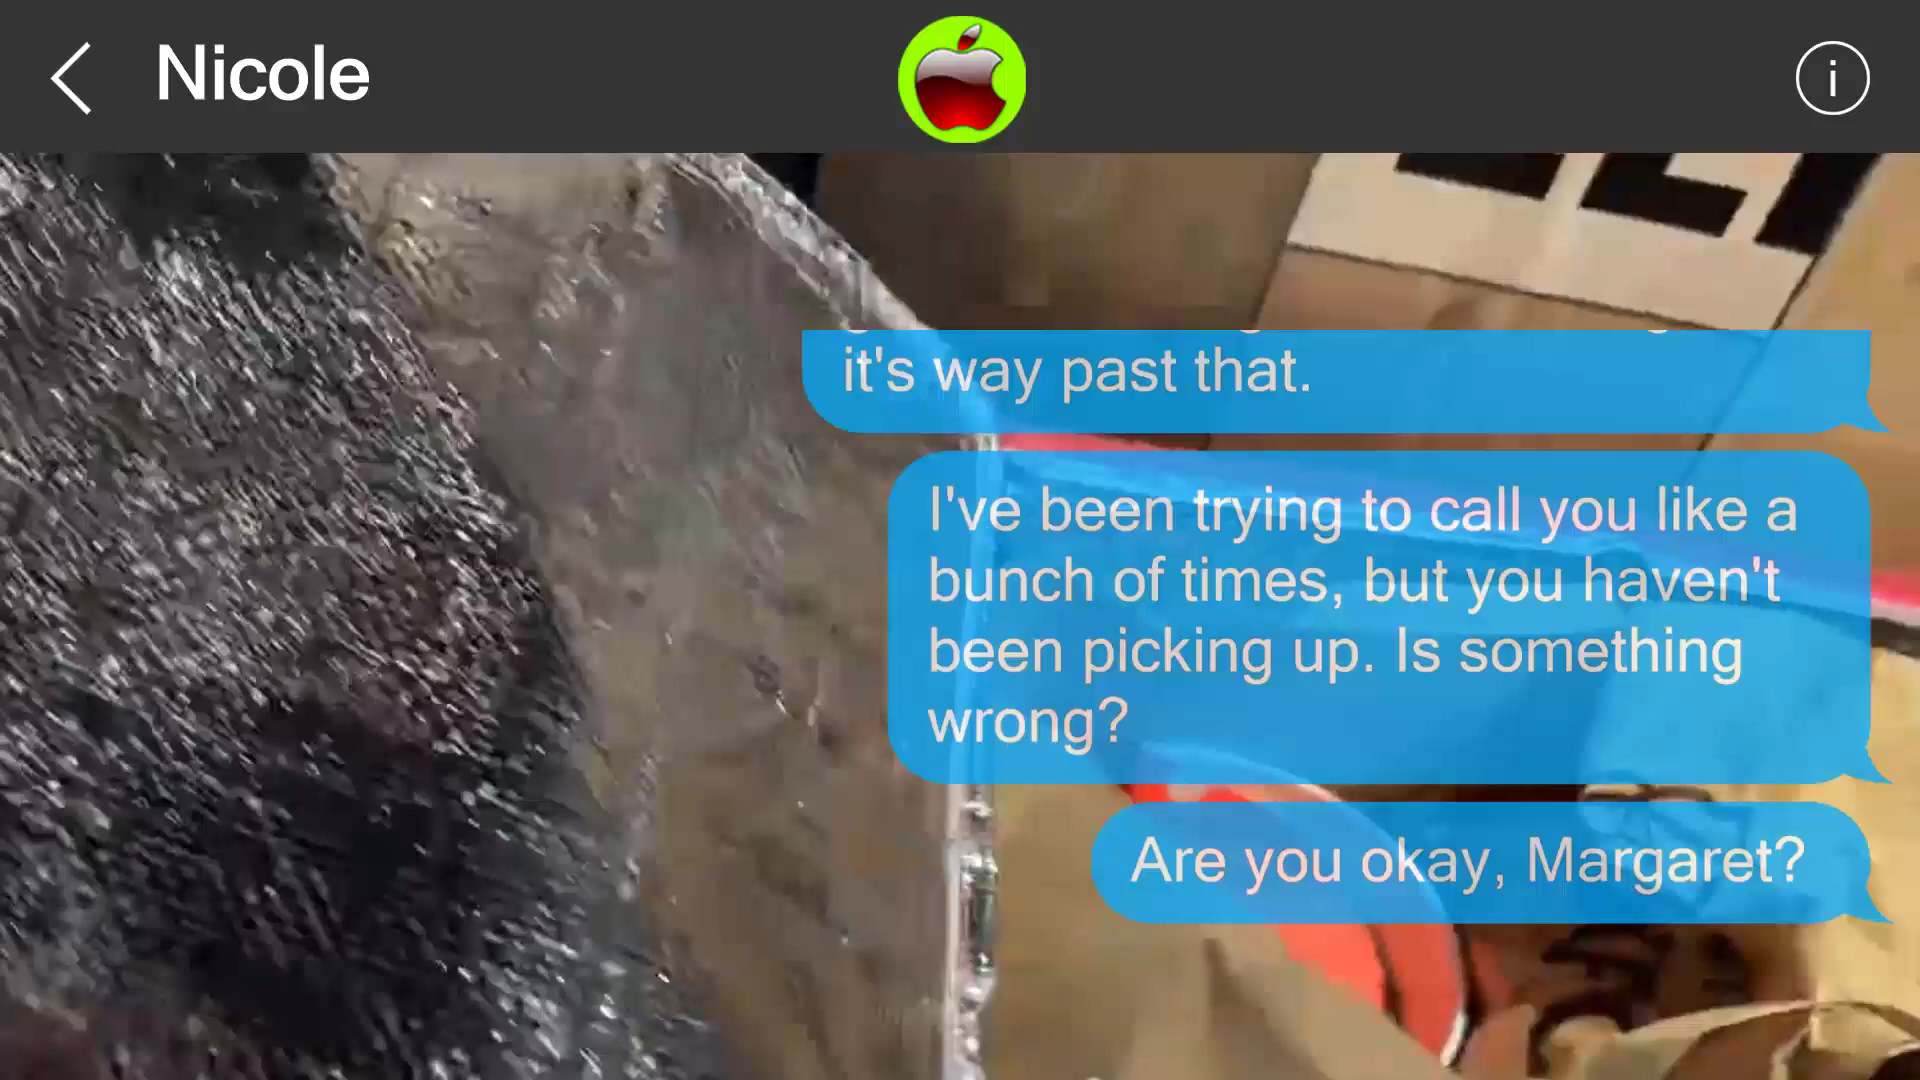 Nicole
it's way past that.
I've been trying to call you like a
bunch of times, but you haven't
been picking up. Is something
wrong?
Are you okay, Margaret?